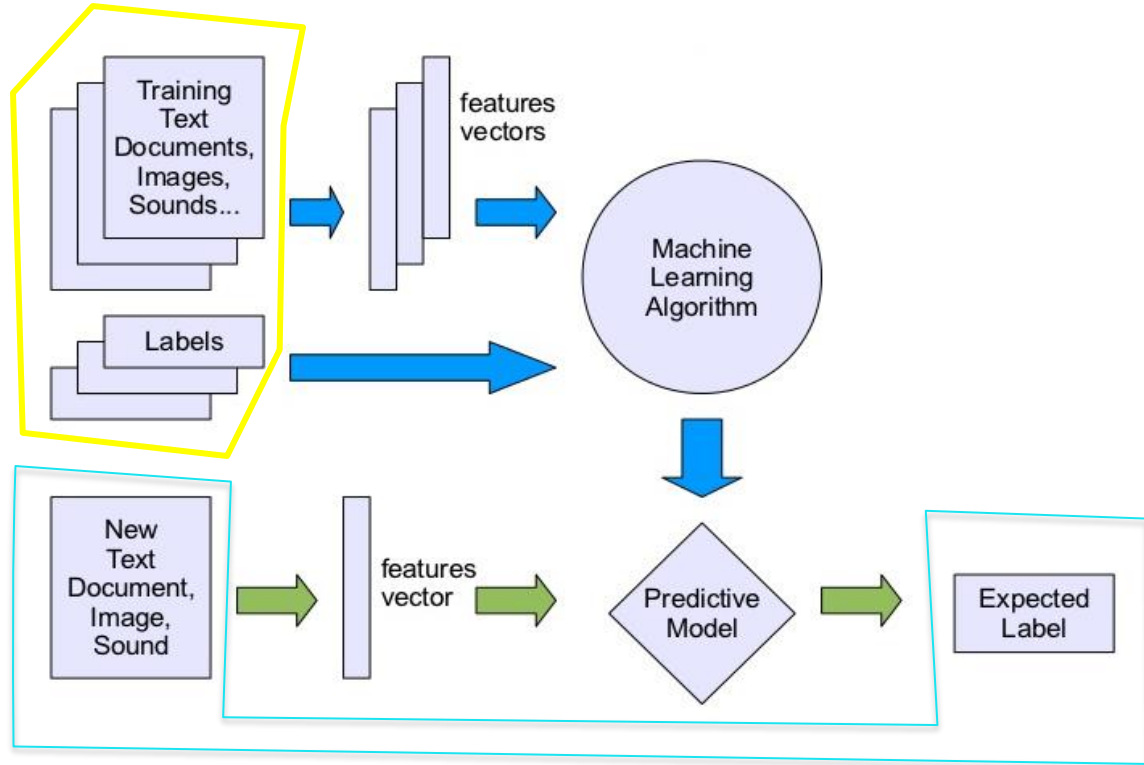 Training
Text
Documents,
Images,
Sounds...
features
vectors
Machine
Learning
Algorithm
Labels
New
Text
Document,
Image,
Sound
features
vector
Predictive
Model
Expected
Label